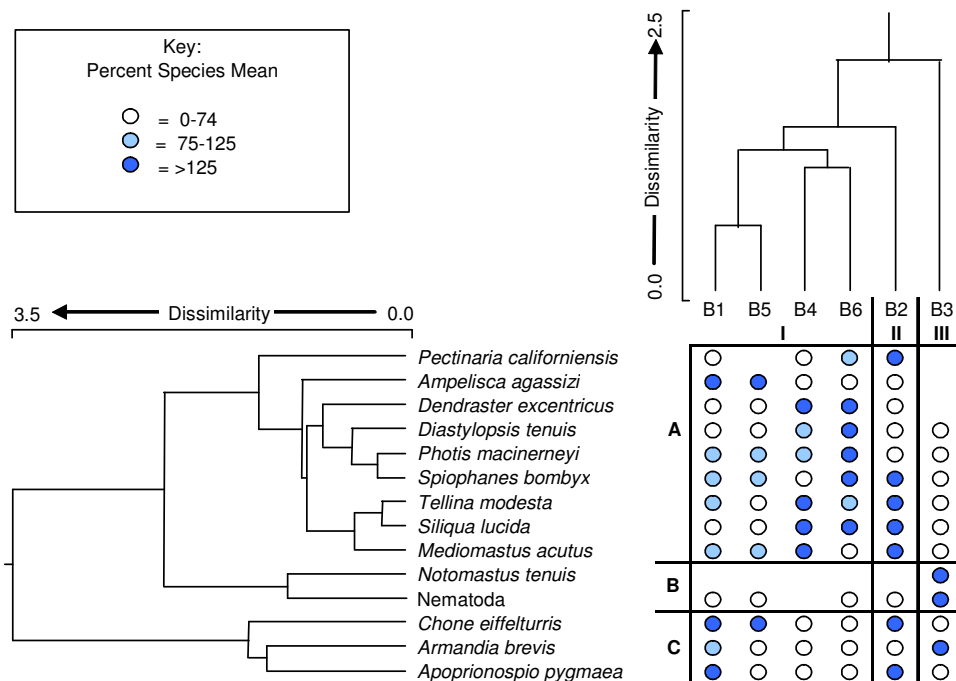 Key:
Percent Species Mean
= 0-74
= 75-125
= >125
0.0 Dissimilarity 2.5
B1 B5 B4 B6 B2 B3
I II III
3.5 Dissimilarity 0.0
Pectinaria californiensis
Ampelisca agassizi
Dendraster excentricus
Diastylopsis tenuis
A
Photis macinerneyi
Spiophanes bombyx
Tellina modesta
Siliqua lucida
Mediomastus acutus
Notomastus tenuis
B
Nematoda
Chone eiffelturris
Armandia brevis
C
Apoprionospio pygmaea